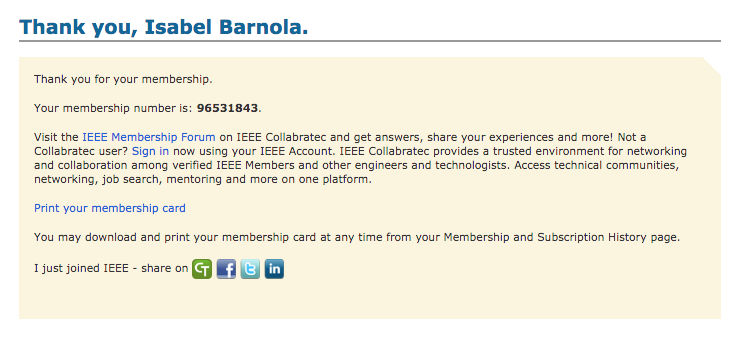 Thank you, Isabel Barnola.
Thank you for your membership.
Your membership number is: 96531843.
Visit the IEEE Membership Forum on IEEE Collabratec and get answers, share your experiences and more! Not a
Collabratec user? Sign in now using your IEEE Account. IEEE Collabratec provides a trusted environment for networking
and collaboration among verified IEEE Members and other engineers and technologists. Access technical communities,
networking, job search, mentoring and more on one platform.
Print your membership card
You may download and print your membership card at any time from your Membership and Subscription History page.
I just joined IEEE - share on CT f t in